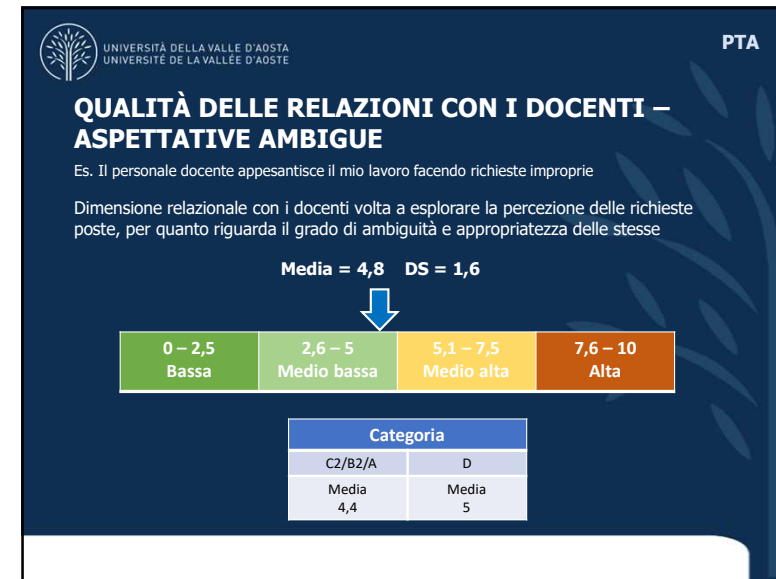 UNIVERSITÀ DELLA VALLE D'AOSTA
UNIVERSITÉ DE LA VALLÉE D'AOSTE
PTA
QUALITÀ DELLE RELAZIONI CON I DOCENTI –
ASPETTATIVE AMBIGUE
Es. Il personale docente appesantisce il mio lavoro facendo richieste improprie
Dimensione relazionale con i docenti volta a esplorare la percezione delle richieste
poste, per quanto riguarda il grado di ambiguità e appropriatezza delle stesse
Media = 4,8 DS = 1,6
0 – 2,5 2,6 – 5 5,1 – 7,5 7,6 – 10
Bassa Medio bassa Medio alta Alta
Categoria
C2/B2/A D
Media Media
4,4 5